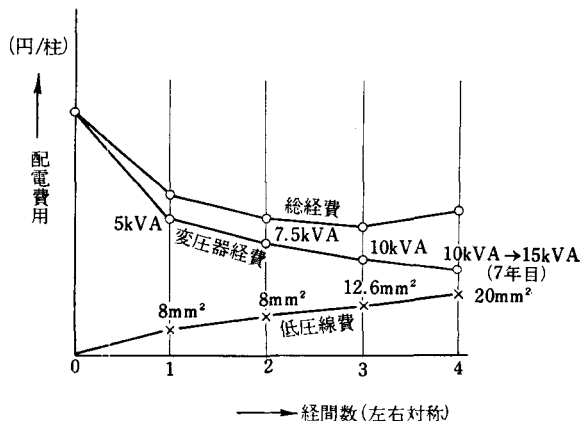 (円/柱)
配電費用
5kVA
変圧器経費
7.5kVA
総経費
10kVA
10kVA→15kVA
(7年目)
8mm²
8mm²
12.6mm²
20mm²
低圧線費
0 1 2 3 4
経間数(左右対称)